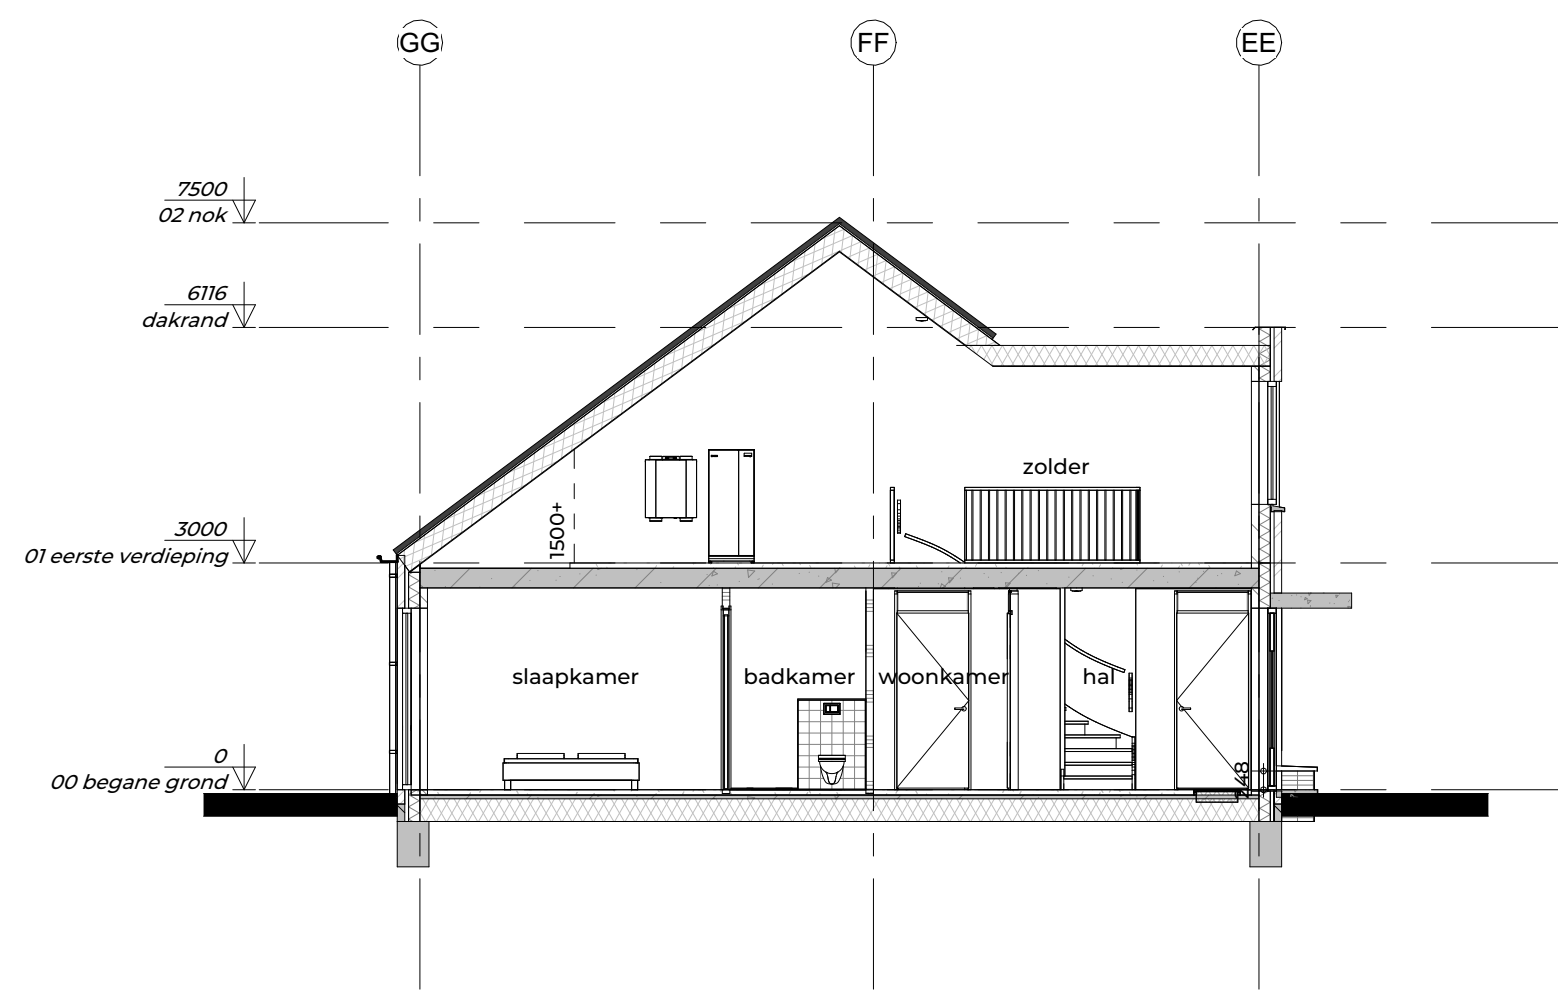 GG
FF
EE
7500
02 nok
6116
dakrand
zolder
1500+
3000
01 eerste verdieping
slaapkamer
badkamer
woonkamer
hal
0
00 begane grond